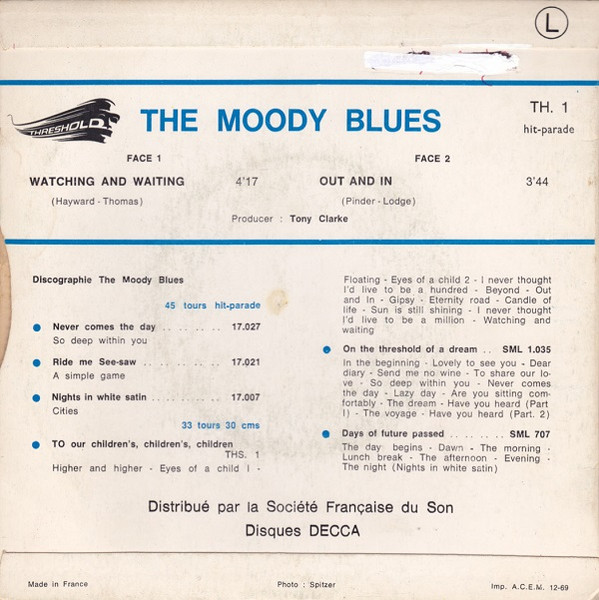 L
THRESHOLD
THE MOODY BLUES
TH. 1
hit-parade
FACE 1
FACE 2
WATCHING AND WAITING 4'17
OUT AND IN 3'44
(Hayward - Thomas)
(Pinder - Lodge)
Producer : Tony Clarke
Discographie The Moody Blues
45 tours hit-parade
Never comes the day . . . . . . 17.027
So deep within you
Ride me See-saw . . . . . . 17.021
A simple game
Nights in white satin . . . . . 17.007
Cities
33 tours 30 cms
TO our children's, children's, children
THS. 1
Higher and higher - Eyes of a child I -
Floating - Eyes of a child 2 - I never thought
I'd live to be a hundred - Beyond - Out
and In - Gipsy - Eternity road - Candle of
life - Sun is still shining - I never thought
I'd live to be a million - Watching and
waiting
On the threshold of a dream . . SML 1.035
In the beginning - Lovely to see you - Dear
diary - Send me no wine - To share our lo-
ve - So deep within you - Never comes
the day - Lazy day - Are you sitting com-
fortably - The dream - Have you heard (Part
I) - The voyage - Have you heard (Part. 2)
Days of future passed . . . . . . . SML 707
The day begins - Dawn - The morning -
Lunch break - The afternoon - Evening -
The night (Nights in white satin)
Distribué par la Société Française du Son
Disques DECCA
Made in France
Photo : Spitzer
Imp. A.C.E.M. 12-69